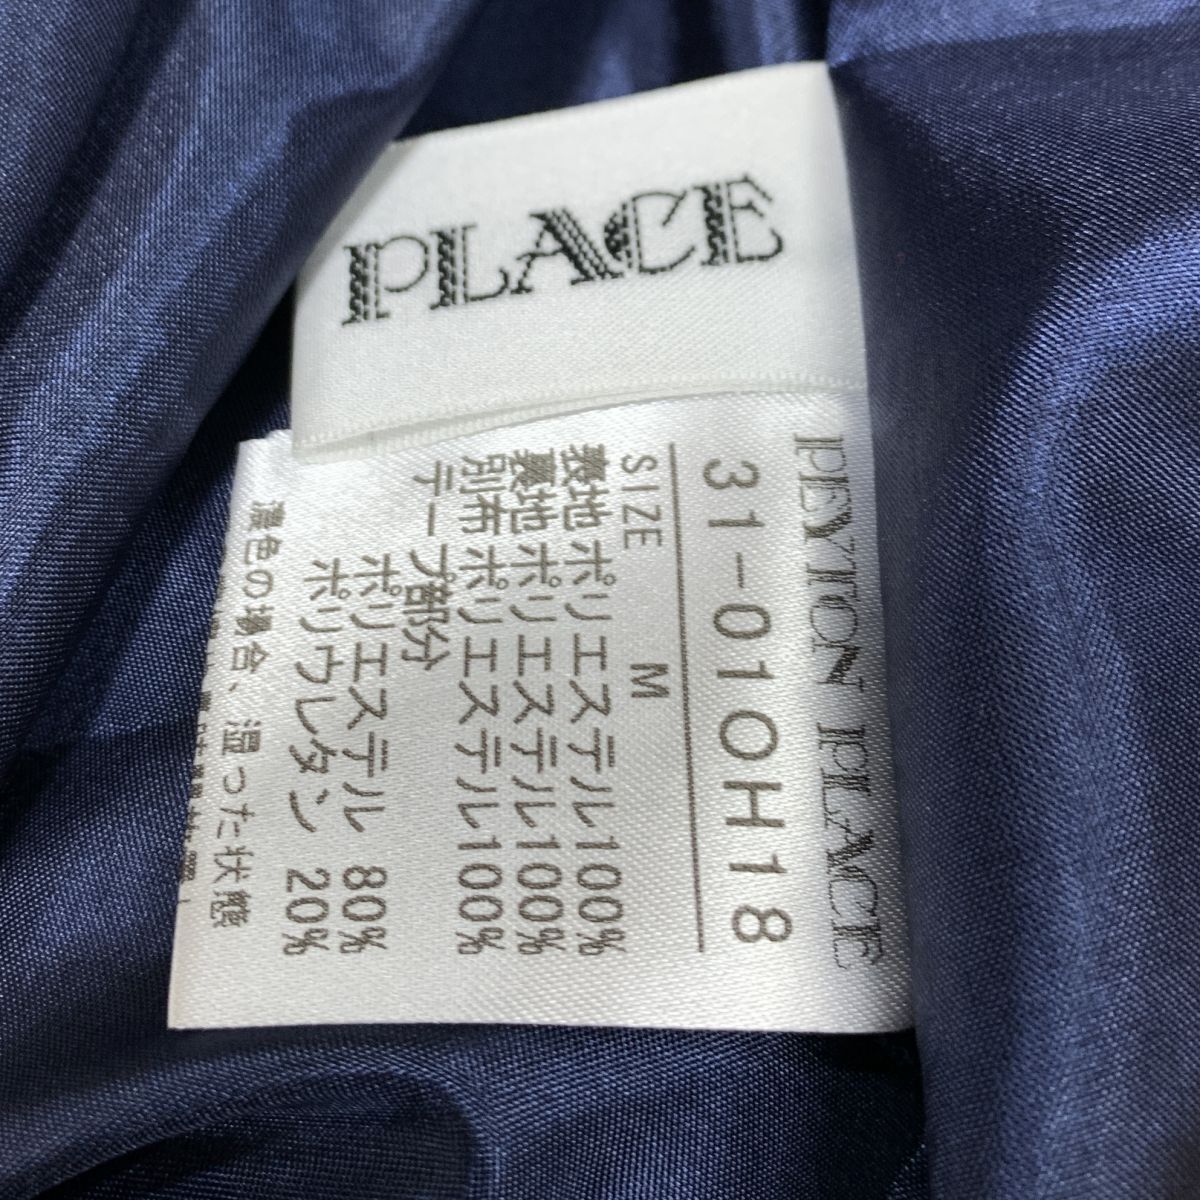 PLACE
PEYTON PLACE
31-010H18
SIZE M
表地 ポリエステル100%
裏地 ポリエステル100%
別布 ポリエステル100%
テープ部分
ポリエステル 80%
ポリウレタン 20%
濃色の場合、湿った状態